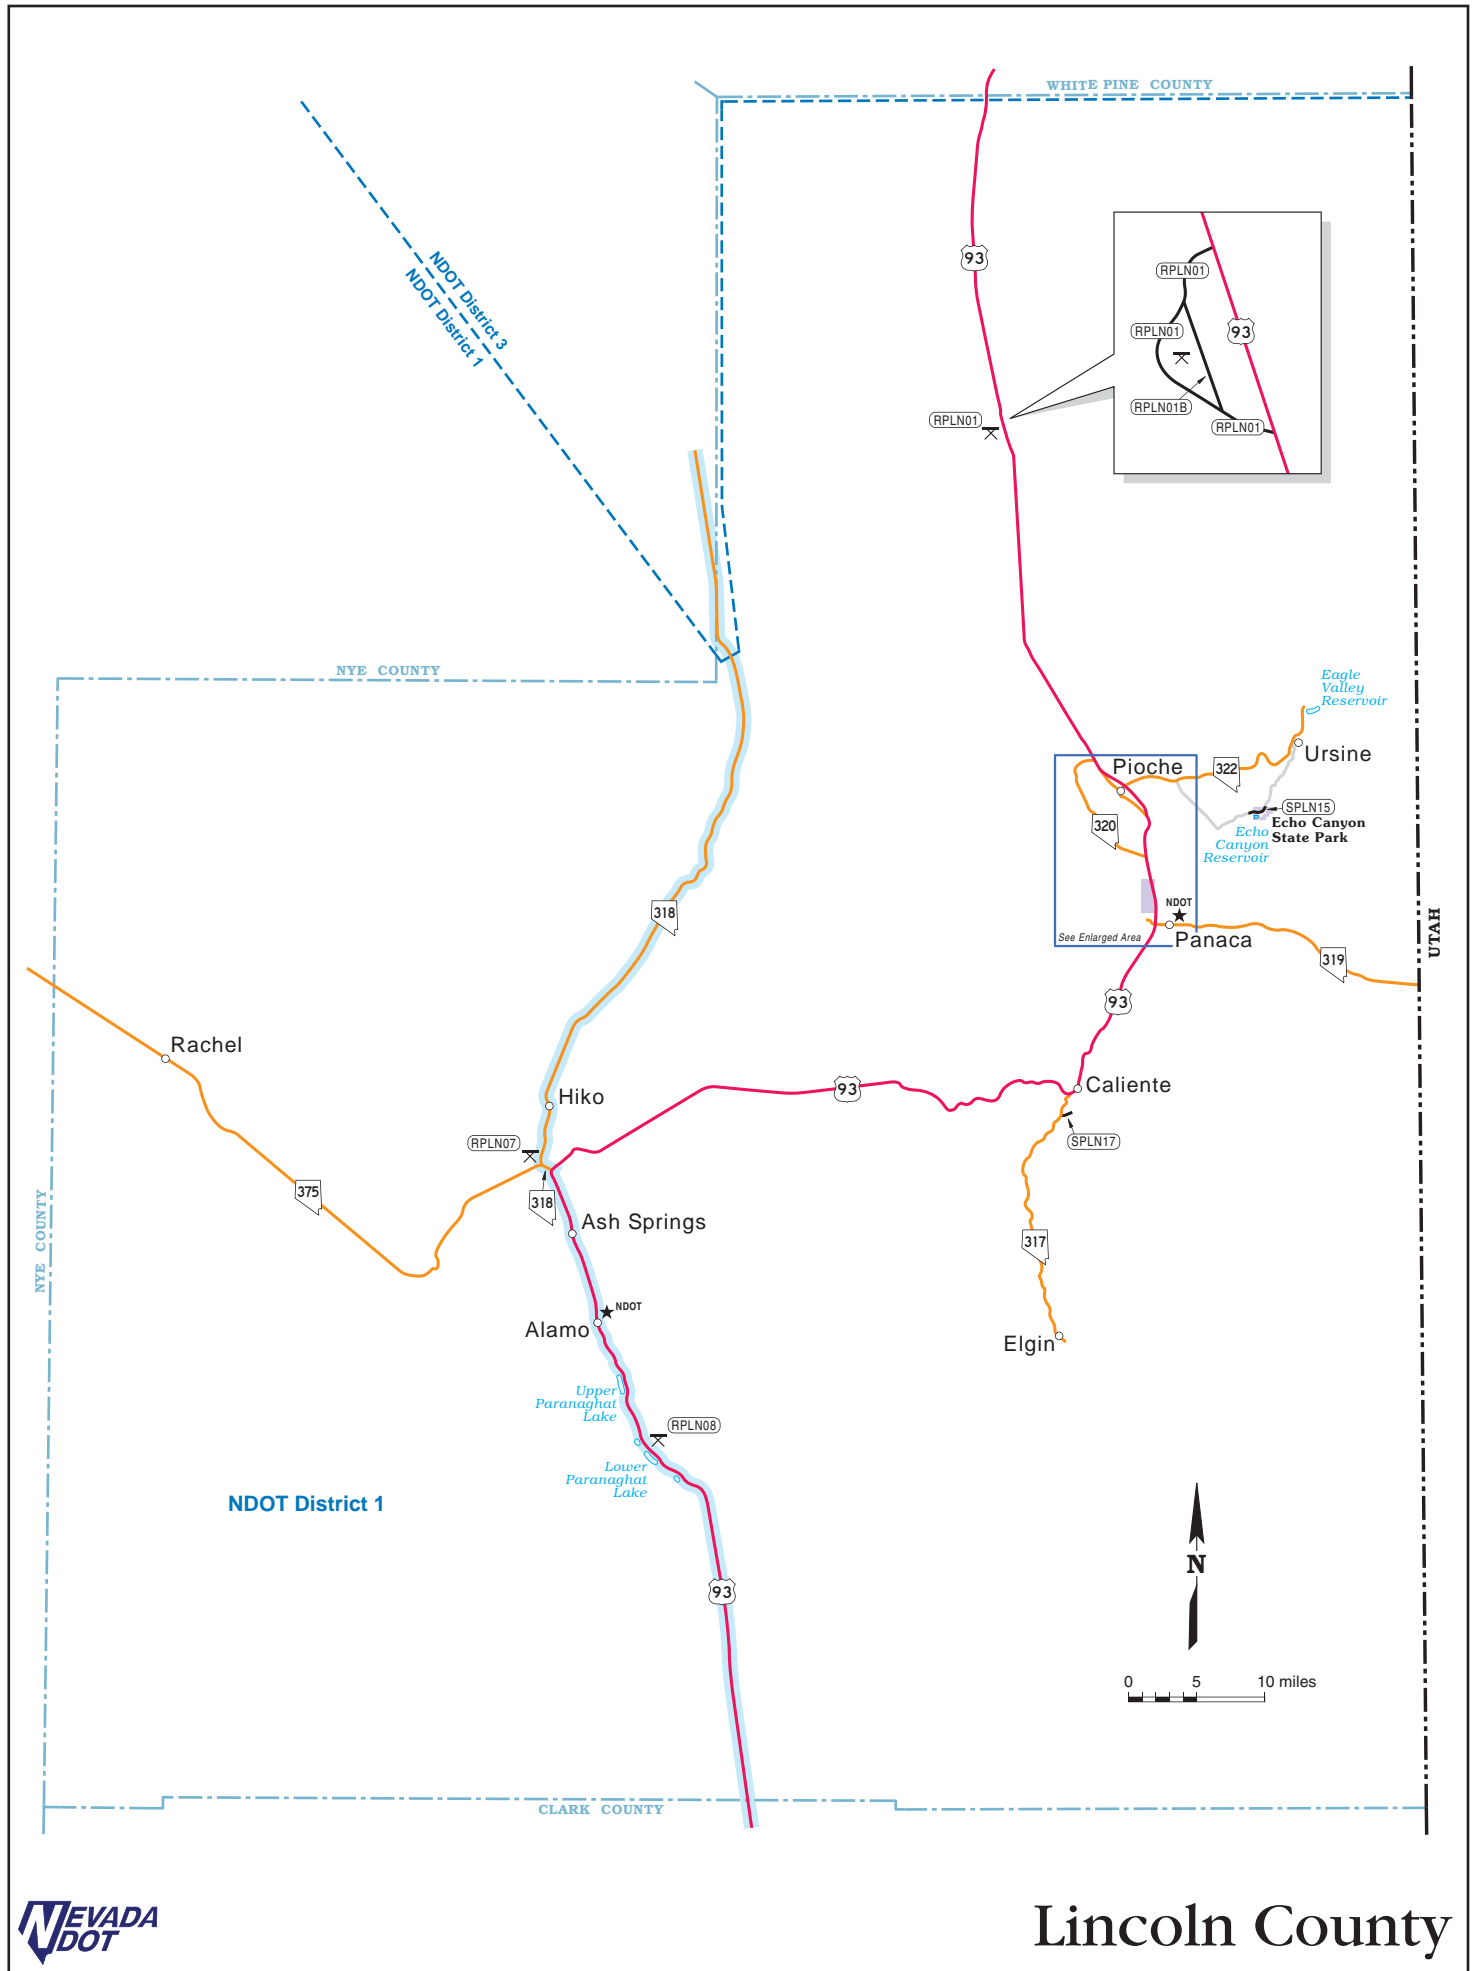 WHITE PINE COUNTY
NDOT District 3
NDOT District 1
93
RPLN01
RPLN01
93
RPLN01B
RPLN01
RPLN01
NYE COUNTY
Eagle
Valley
Reservoir
Ursine
Pioche
322
SPLN15
Echo Canyon
State Park
Echo
Canyon
Reservoir
320
NDOT
See Enlarged Area
Panaca
318
319
UTAH
93
Rachel
Hiko
93
Caliente
RPLN07
SPLN17
375
318
Ash Springs
317
NYE COUNTY
NDOT
Alamo
Elgin
Upper
Paranaghat
Lake
RPLN08
Lower
Paranaghat
Lake
NDOT District 1
N
93
0 5 10 miles
CLARK COUNTY
NEVADA
DOT
Lincoln County